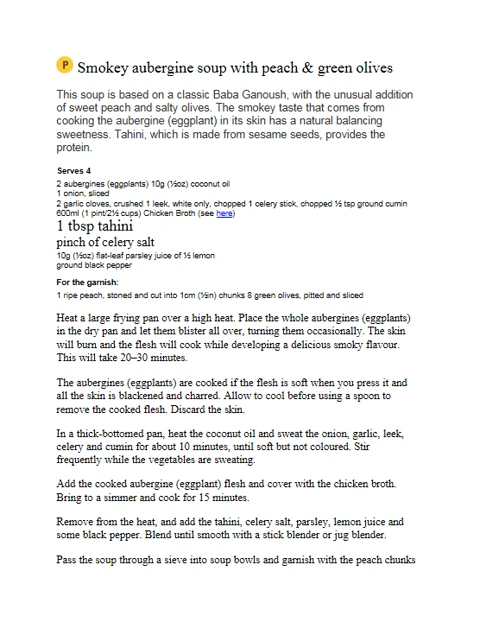 P Smokey aubergine soup with peach & green olives
This soup is based on a classic Baba Ganoush, with the unusual addition
of sweet peach and salty olives. The smokey taste that comes from
cooking the aubergine (eggplant) in its skin has a natural balancing
sweetness. Tahini, which is made from sesame seeds, provides the
protein.
Serves 4
2 aubergines (eggplants) 10g (½oz) coconut oil
1 onion, sliced
2 garlic cloves, crushed 1 leek, white only, chopped 1 celery stick, chopped ½ tsp ground cumin
600ml (1 pint/2½ cups) Chicken Broth (see here)
1 tbsp tahini
pinch of celery salt
10g (½oz) flat-leaf parsley juice of ½ lemon
ground black pepper
For the garnish:
1 ripe peach, stoned and cut into 1cm (½in) chunks 8 green olives, pitted and sliced
Heat a large frying pan over a high heat. Place the whole aubergines (eggplants)
in the dry pan and let them blister all over, turning them occasionally. The skin
will burn and the flesh will cook while developing a delicious smoky flavour.
This will take 20–30 minutes.
The aubergines (eggplants) are cooked if the flesh is soft when you press it and
all the skin is blackened and charred. Allow to cool before using a spoon to
remove the cooked flesh. Discard the skin.
In a thick-bottomed pan, heat the coconut oil and sweat the onion, garlic, leek,
celery and cumin for about 10 minutes, until soft but not coloured. Stir
frequently while the vegetables are sweating.
Add the cooked aubergine (eggplant) flesh and cover with the chicken broth.
Bring to a simmer and cook for 15 minutes.
Remove from the heat, and add the tahini, celery salt, parsley, lemon juice and
some black pepper. Blend until smooth with a stick blender or jug blender.
Pass the soup through a sieve into soup bowls and garnish with the peach chunks